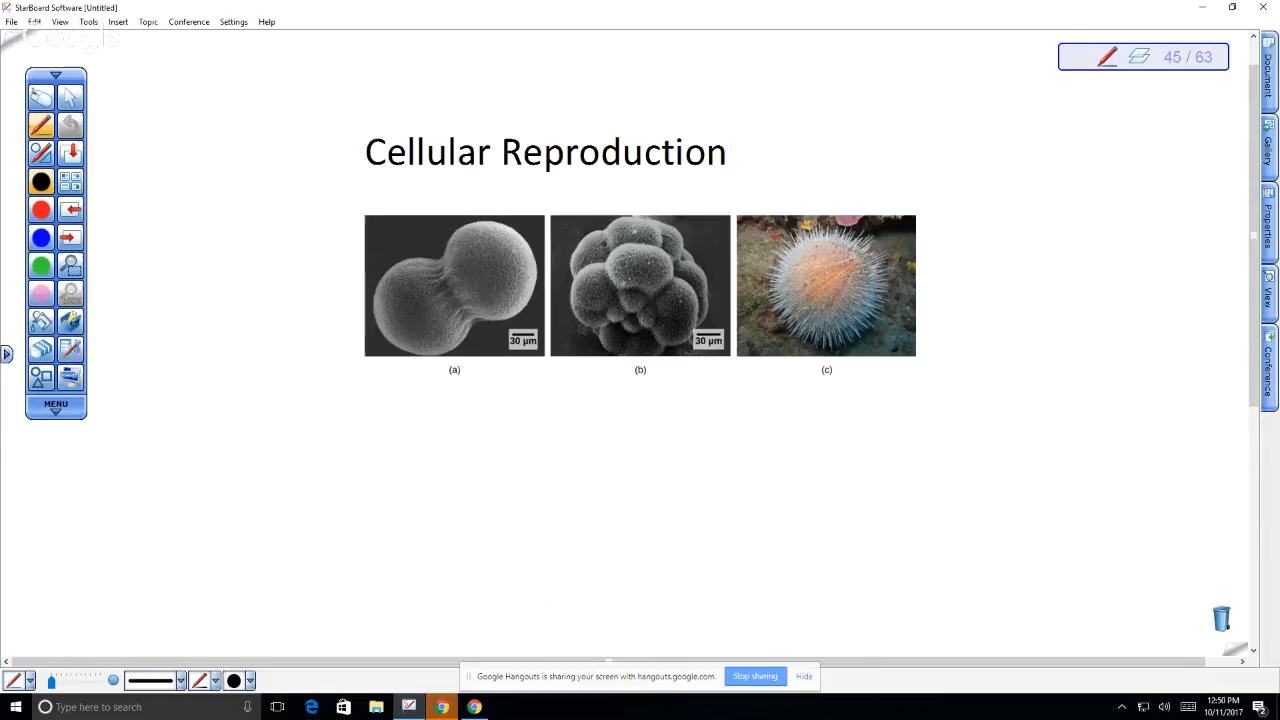 StarBoard Software [Untitled]
File Edit View Tools Insert Topic Conference Settings Help
45 / 63
Document
Gallery
Properties
View
Conference
MENU
Cellular Reproduction
30 µm
30 µm
(a) (b) (c)
Google Hangouts is sharing your screen with hangouts.google.com. Stop sharing Hide
Type here to search
12:50 PM
10/11/2017
2